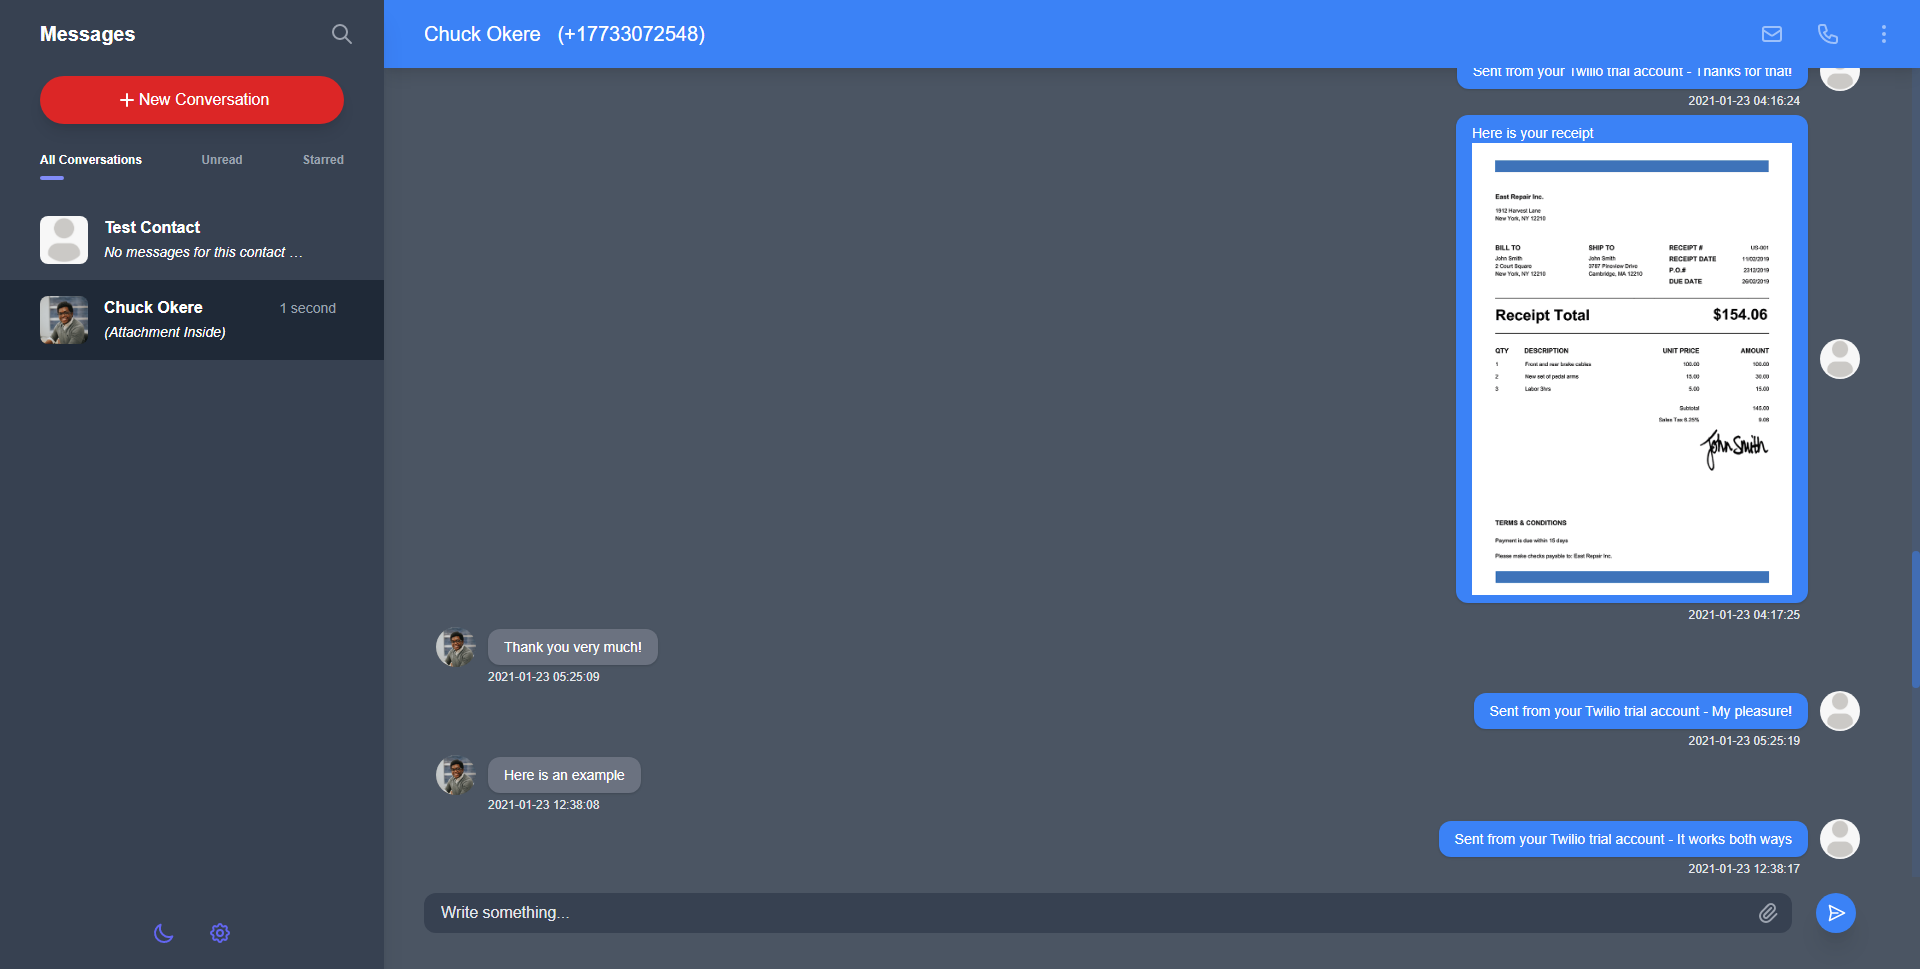 Messages
New Conversation
All Conversations Unread Starred
Test Contact
No messages for this contact …
Chuck Okere 1 second
(Attachment Inside)
Chuck Okere (+17733072548)
Sent from your Twilio trial account - Thanks for that!
2021-01-23 04:16:24
Here is your receipt
East Repair Inc.
1912 Harvest Lane
New York, NY 12210
BILL TO SHIP TO RECEIPT # US-001
John Smith John Smith RECEIPT DATE 11/02/2019
2 Court Square 3787 Pineview Drive P.O.# 2312/2019
New York, NY 12210 Cambridge, MA 12210 DUE DATE 26/02/2019
Receipt Total $154.06
QTY DESCRIPTION UNIT PRICE AMOUNT
1 Front and rear brake cables 100.00 100.00
2 New set of pedal arms 15.00 30.00
3 Labor 3hrs 5.00 15.00
Subtotal 145.00
Sales Tax 6.25% 9.06
John Smith
TERMS & CONDITIONS
Payment is due within 15 days
Please make checks payable to: East Repair Inc.
2021-01-23 04:17:25
Thank you very much!
2021-01-23 05:25:09
Sent from your Twilio trial account - My pleasure!
2021-01-23 05:25:19
Here is an example
2021-01-23 12:38:08
Sent from your Twilio trial account - It works both ways
2021-01-23 12:38:17
Write something...